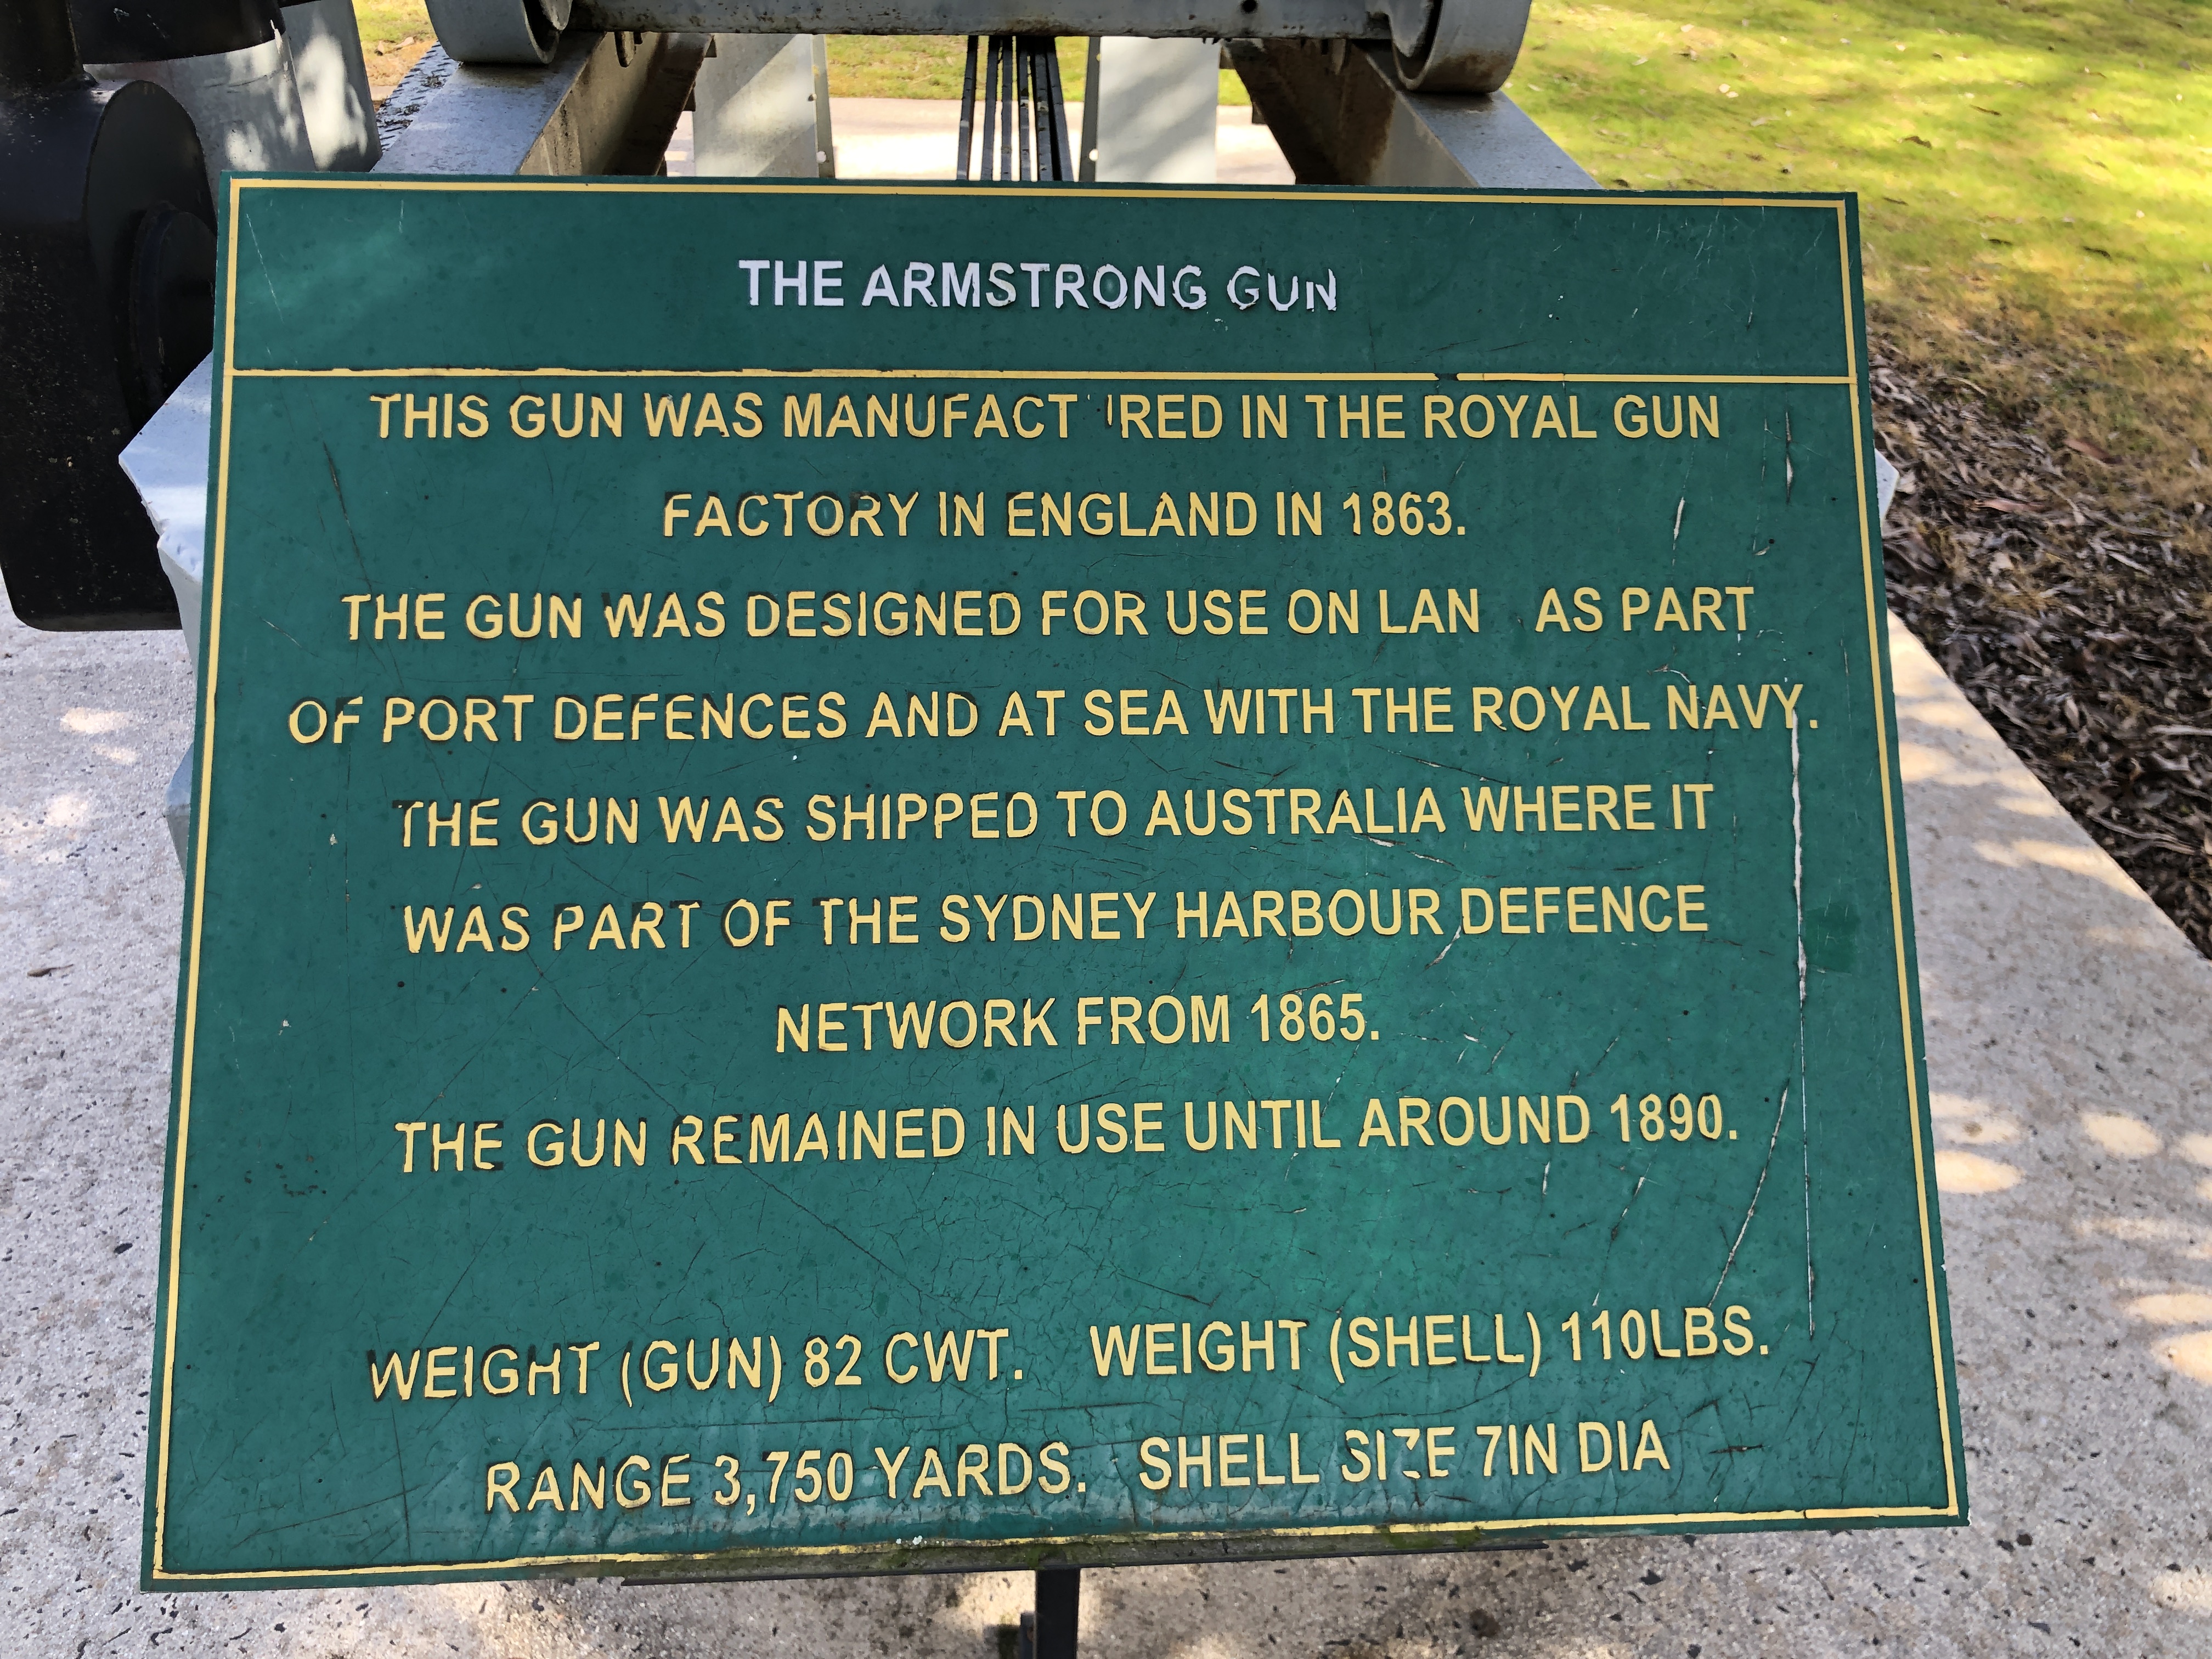 THE ARMSTRONG GUN
THIS GUN WAS MANUFACT RED IN THE ROYAL GUN
FACTORY IN ENGLAND IN 1863.
THE GUN WAS DESIGNED FOR USE ON LAN AS PART
OF PORT DEFENCES AND AT SEA WITH THE ROYAL NAVY.
THE GUN WAS SHIPPED TO AUSTRALIA WHERE IT
WAS PART OF THE SYDNEY HARBOUR DEFENCE
NETWORK FROM 1865.
THE GUN REMAINED IN USE UNTIL AROUND 1890.
WEIGHT (GUN) 82 CWT. WEIGHT (SHELL) 110LBS.
RANGE 3,750 YARDS. SHELL SIZE 7IN DIA